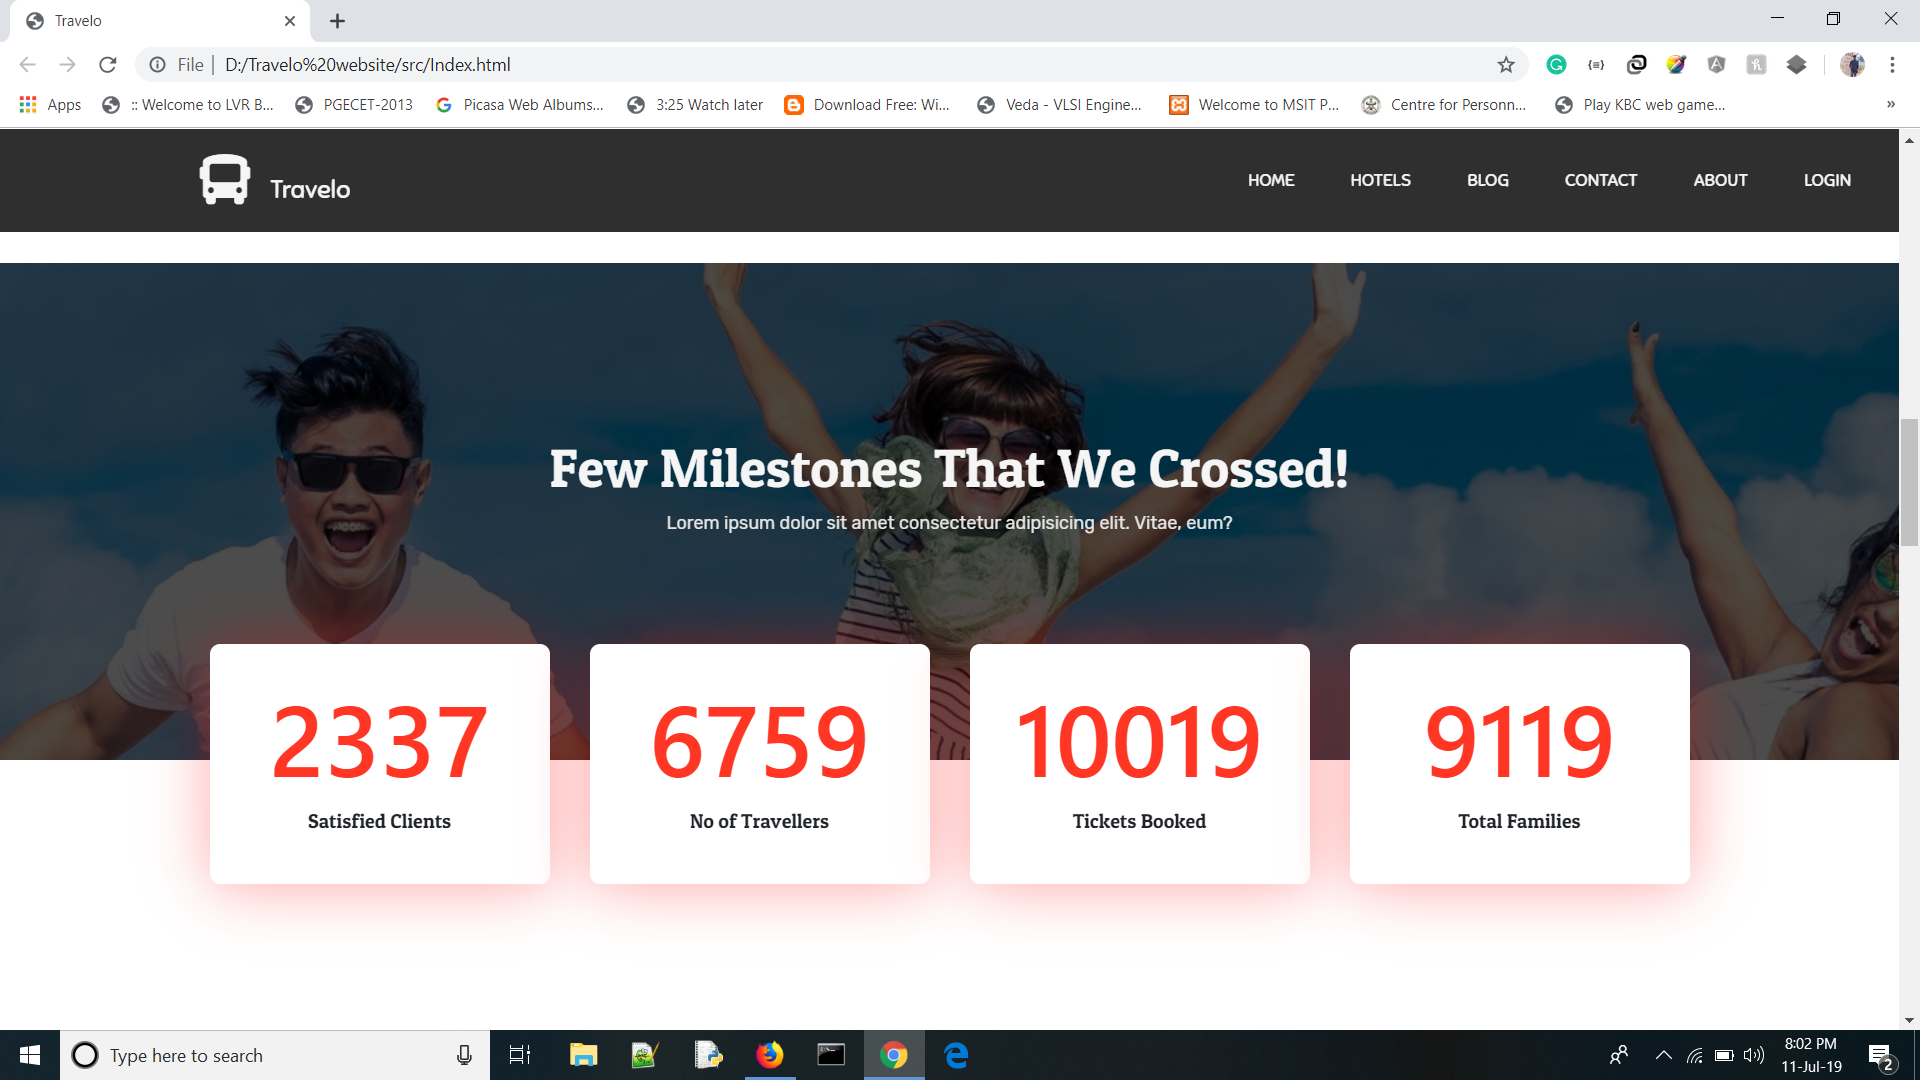 Travelo
File | D:/Travelo%20website/src/Index.html
Apps :: Welcome to LVR B... PGECET-2013 Picasa Web Albums... 3:25 Watch later Download Free: Wi... Veda - VLSI Engine... Welcome to MSIT P... Centre for Personn... Play KBC web game... »
Travelo HOME HOTELS BLOG CONTACT ABOUT LOGIN
Few Milestones That We Crossed!
Lorem ipsum dolor sit amet consectetur adipisicing elit. Vitae, eum?
2337 6759 10019 9119
Satisfied Clients No of Travellers Tickets Booked Total Families
Type here to search
8:02 PM
11-Jul-19
2